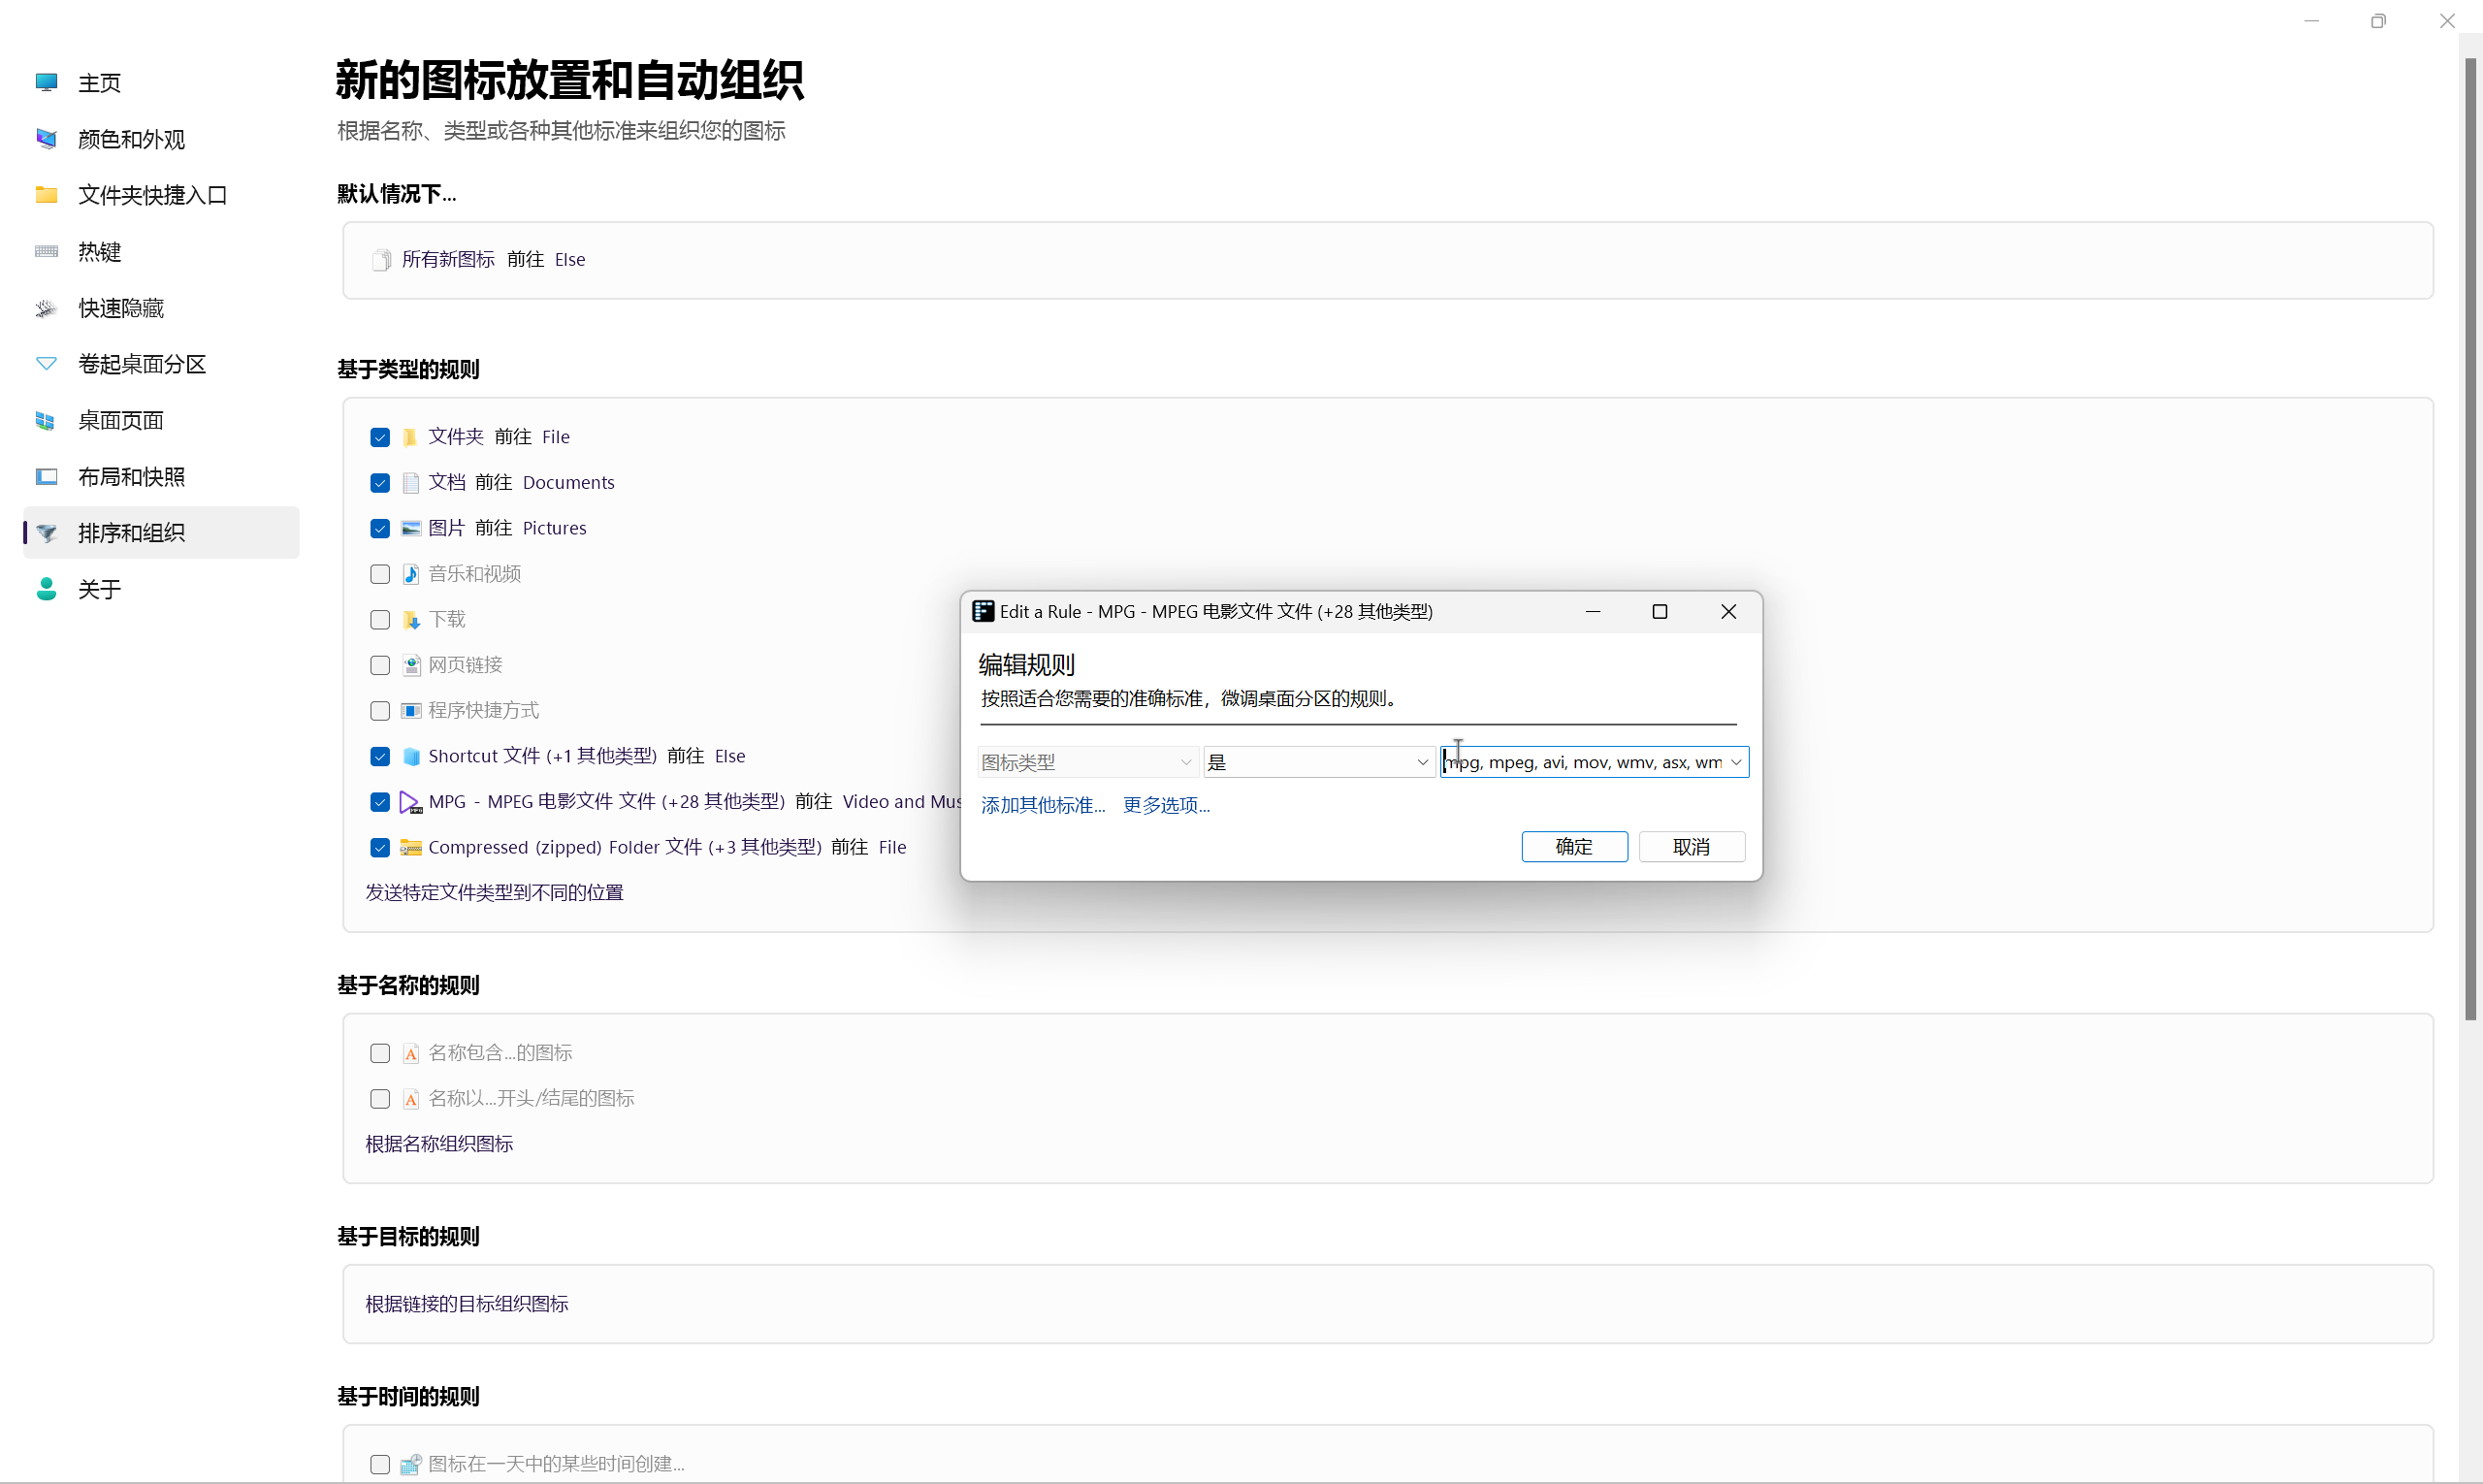 主页
颜色和外观
文件夹快捷入口
热键
快速隐藏
卷起桌面分区
桌面页面
布局和快照
排序和组织
关于
新的图标放置和自动组织
根据名称、类型或各种其他标准来组织您的图标
默认情况下...
所有新图标 前往 Else
基于类型的规则
文件夹 前往 File
文档 前往 Documents
图片 前往 Pictures
音乐和视频
下载
网页链接
程序快捷方式
Shortcut 文件 (+1 其他类型) 前往 Else
MPG - MPEG 电影文件 文件 (+28 其他类型) 前往 Video and
Compressed (zipped) Folder 文件 (+3 其他类型) 前往 File
发送特定文件类型到不同的位置
Edit a Rule - MPG - MPEG 电影文件 文件 (+28 其他类型)
编辑规则
按照适合您需要的准确标准，微调桌面分区的规则。
图标类型 是 mpg, mpeg, avi, mov, wmv, asx, wm
添加其他标准... 更多选项...
确定 取消
基于名称的规则
名称包含...的图标
名称以...开头/结尾的图标
根据名称组织图标
基于目标的规则
根据链接的目标组织图标
基于时间的规则
图标在一天中的某些时间创建...